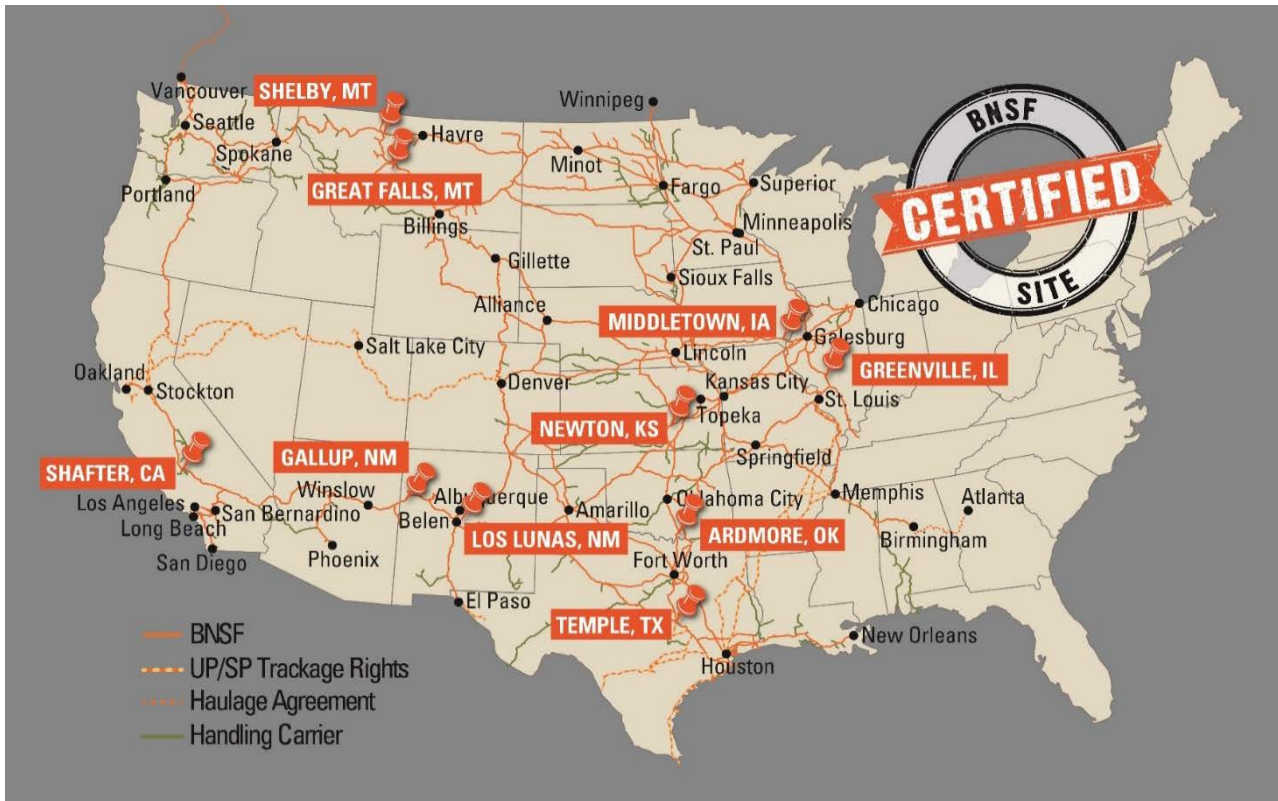 Vancouver
SHELBY, MT
Winnipeg
BNSF
CERTIFIED
SITE
Seattle
Havre
Spokane
Minot
Portland
GREAT FALLS, MT
Fargo
Superior
Billings
Minneapolis
St. Paul
Gillette
Sioux Falls
Alliance
Chicago
MIDDLETOWN, IA
Galesburg
Salt Lake City
Lincoln
GREENVILLE, IL
Oakland
Stockton
Denver
Kansas City
Topeka
St. Louis
NEWTON, KS
Springfield
SHAFTER, CA
GALLUP, NM
Winslow
Albuquerque
Oklahoma City
Memphis
Atlanta
Los Angeles
San Bernardino
Belen
Amarillo
Long Beach
LOS LUNAS, NM
ARDMORE, OK
Birmingham
San Diego
Phoenix
Fort Worth
El Paso
TEMPLE, TX
New Orleans
Houston
BNSF
UP/SP Trackage Rights
Haulage Agreement
Handling Carrier